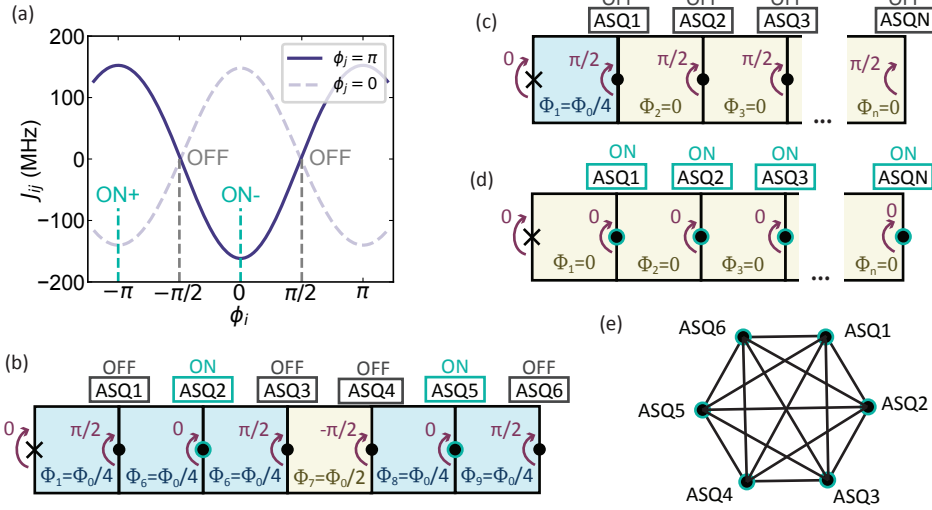 (a)
200
100
0
−100
−200
J_ij (MHz)
ϕ_j = π
ϕ_j = 0
OFF
OFF
ON+
ON-
−π
−π/2
0
π/2
π
ϕ_i
(b)
OFF
ON
OFF
OFF
ON
OFF
ASQ1
ASQ2
ASQ3
ASQ4
ASQ5
ASQ6
0
π/2
0
π/2
-π/2
0
π/2
Φ₁=Φ₀/4
Φ₆=Φ₀/4
Φ₆=Φ₀/4
Φ₇=Φ₀/2
Φ₈=Φ₀/4
Φ₉=Φ₀/4
(c)
OFF
OFF
OFF
OFF
ASQ1
ASQ2
ASQ3
ASQN
0
π/2
π/2
π/2
π/2
Φ₁=Φ₀/4
Φ₂=0
Φ₃=0
...
Φₙ=0
(d)
ON
ON
ON
ON
ASQ1
ASQ2
ASQ3
ASQN
0
0
0
0
0
Φ₁=0
Φ₂=0
Φ₃=0
...
Φₙ=0
(e)
ASQ6
ASQ1
ASQ5
ASQ2
ASQ4
ASQ3